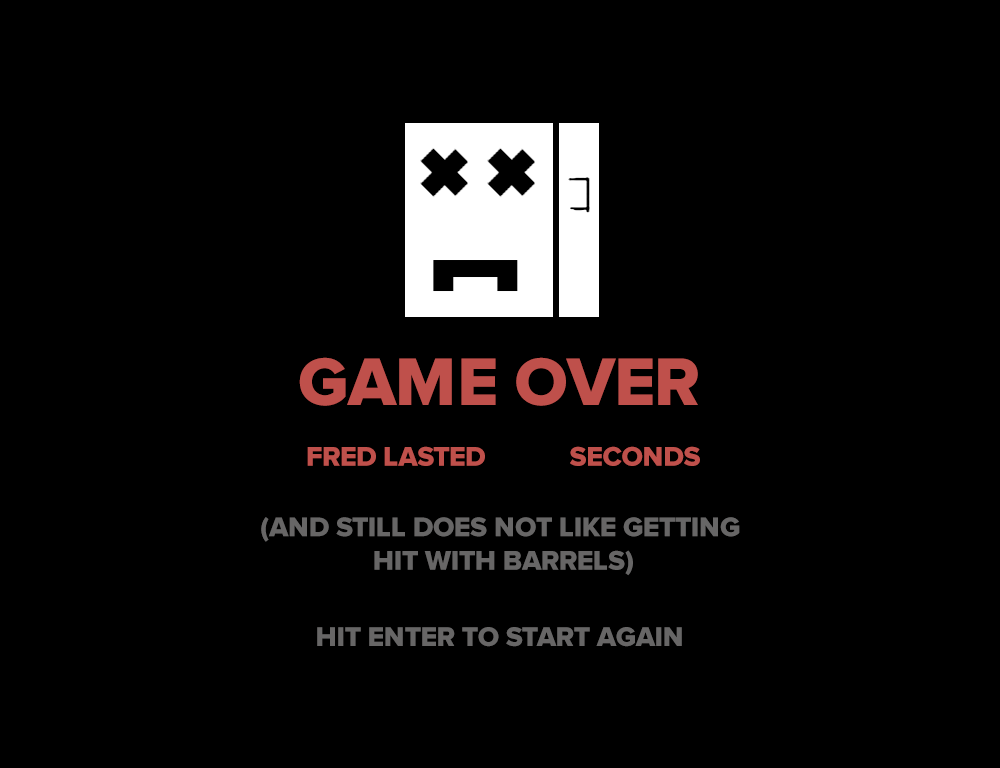 GAME OVER
FRED LASTED SECONDS
(AND STILL DOES NOT LIKE GETTING
HIT WITH BARRELS)
HIT ENTER TO START AGAIN